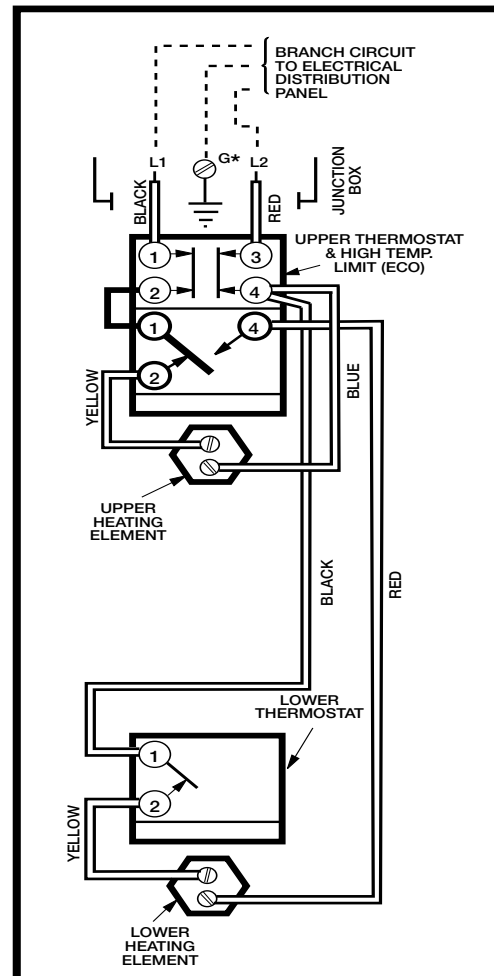 BRANCH CIRCUIT
TO ELECTRICAL
DISTRIBUTION
PANEL
L1
G*
L2
BLACK
RED
JUNCTION
BOX
1
3
UPPER THERMOSTAT
& HIGH TEMP.
LIMIT (ECO)
2
4
1
4
2
YELLOW
BLUE
UPPER
HEATING
ELEMENT
BLACK
RED
LOWER
THERMOSTAT
1
2
YELLOW
LOWER
HEATING
ELEMENT